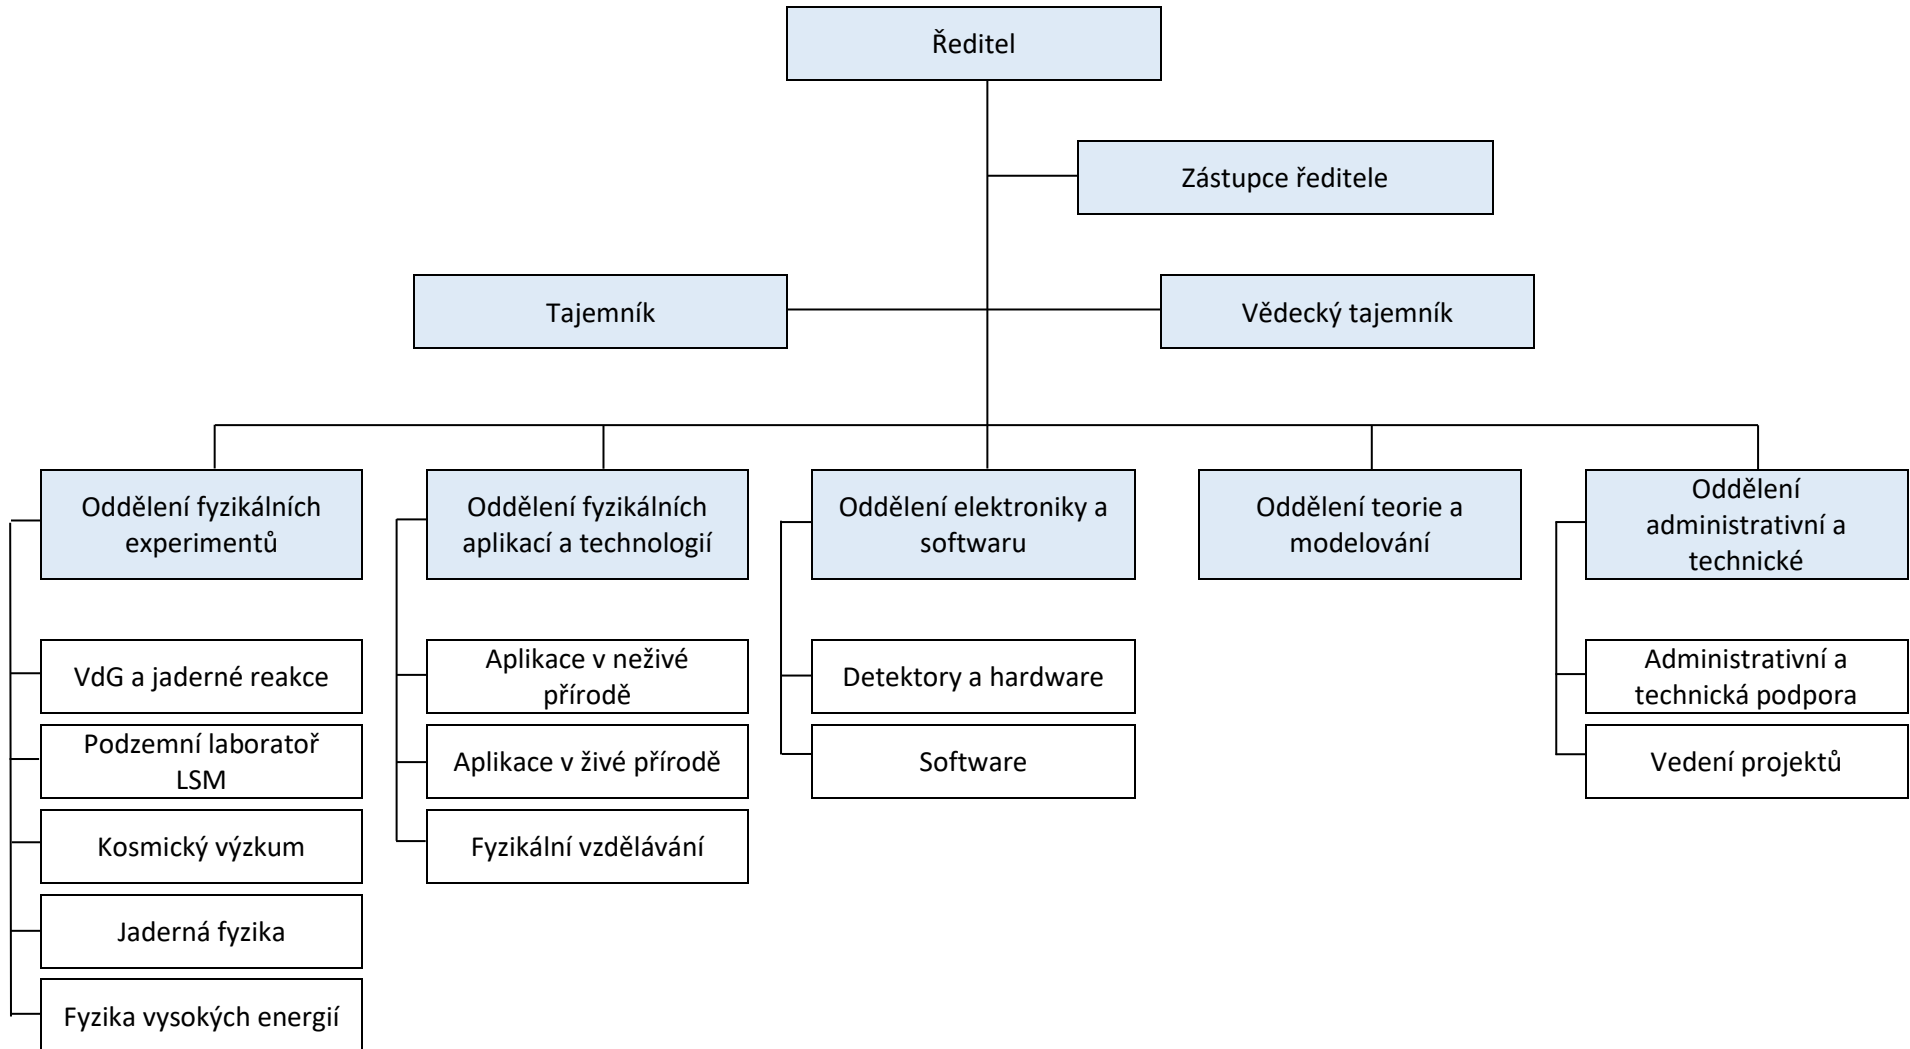 Ředitel
Zástupce ředitele
Tajemník
Vědecký tajemník
Oddělení fyzikálních
experimentů
Oddělení fyzikálních
aplikací a technologií
Oddělení elektroniky a
softwaru
Oddělení teorie a
modelování
Oddělení
administrativní a
technické
VdG a jaderné reakce
Podzemní laboratoř
LSM
Kosmický výzkum
Jaderná fyzika
Fyzika vysokých energií
Aplikace v neživé
přírodě
Aplikace v živé přírodě
Fyzikální vzdělávání
Detektory a hardware
Software
Administrativní a
technická podpora
Vedení projektů